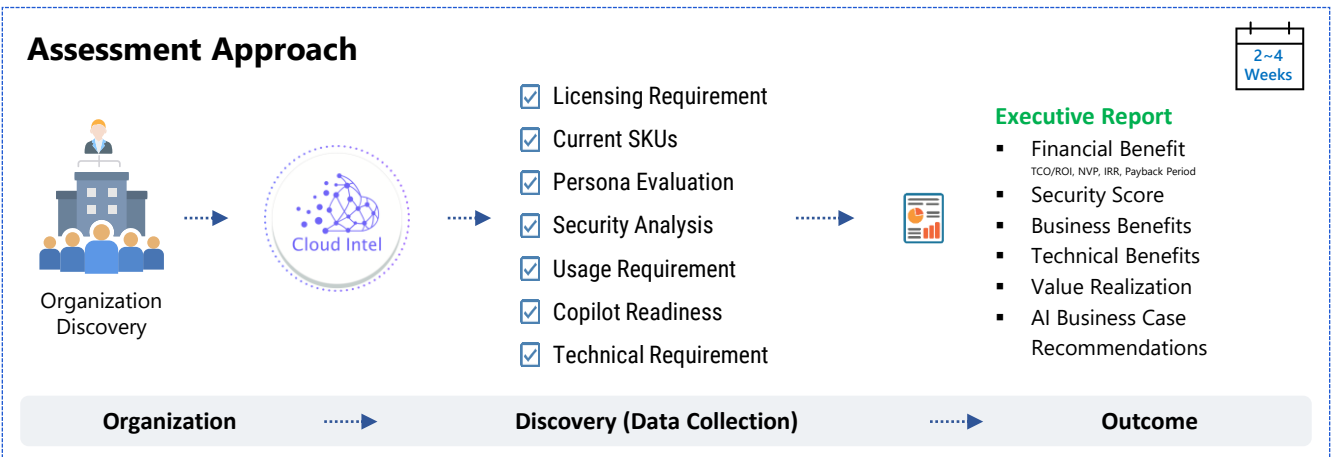 Assessment Approach
2~4
Weeks
Organization
Discovery
Cloud Intel
Licensing Requirement
Current SKUs
Persona Evaluation
Security Analysis
Usage Requirement
Copilot Readiness
Technical Requirement
Executive Report
Financial Benefit
TCO/ROI, NVP, IRR, Payback Period
Security Score
Business Benefits
Technical Benefits
Value Realization
AI Business Case
Recommendations
Organization
Discovery (Data Collection)
Outcome